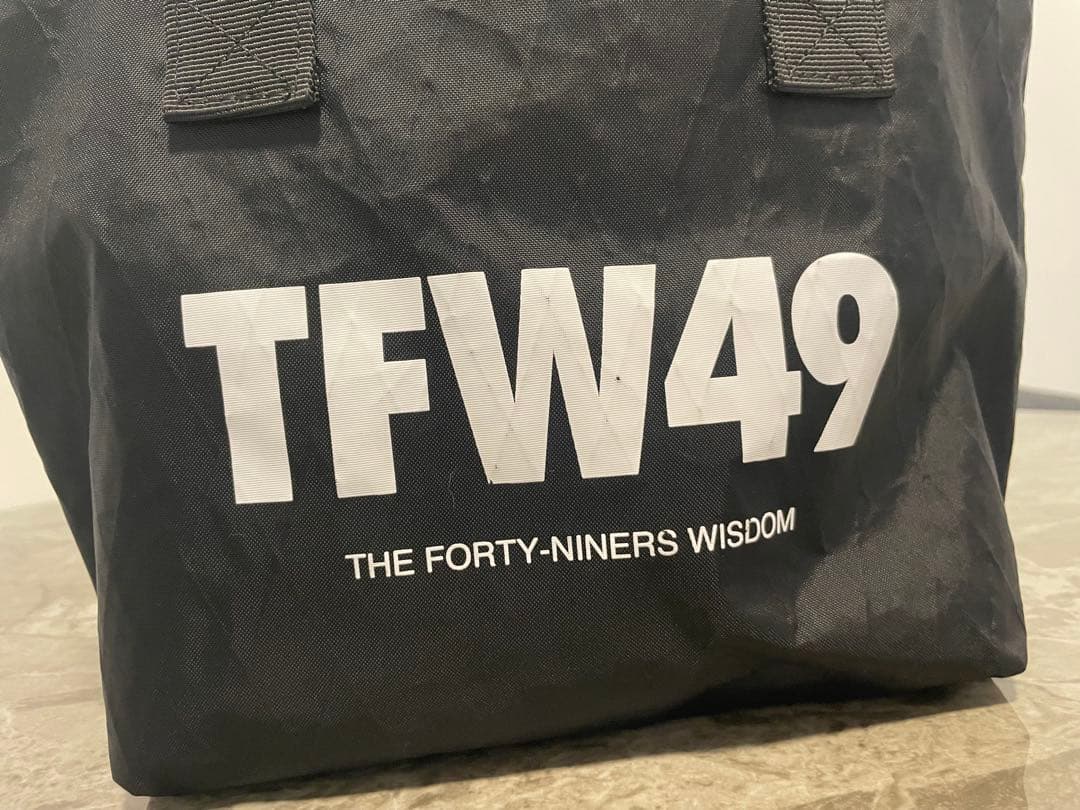 TFW49
THE FORTY-NINERS WISDOM